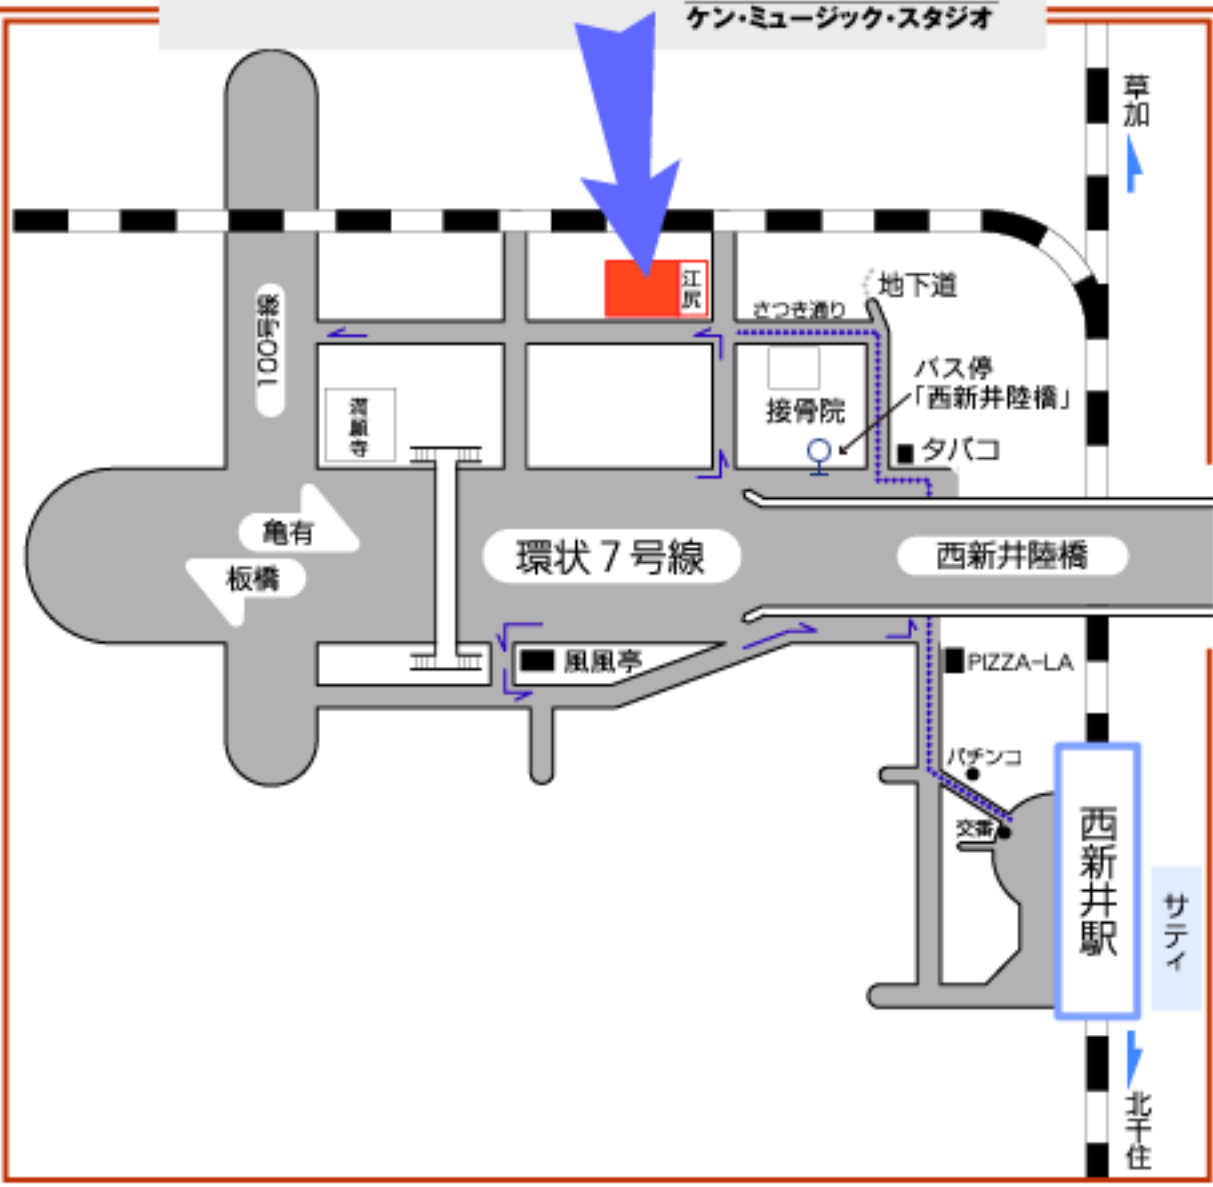 ケン・ミュージック・スタジオ
草加
江尻
地下道
さつき通り
100号線
バス停
「西新井陸橋」
接骨院
満願寺
タバコ
亀有
板橋
環状7号線
西新井陸橋
風風亭
PIZZA-LA
パチンコ
交番
西新井駅
サティ
北千住